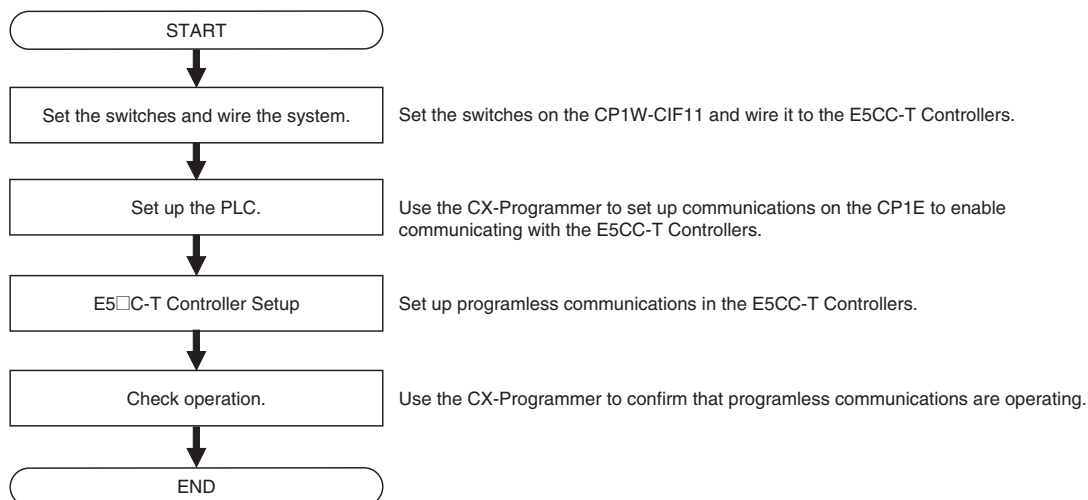 START
Set the switches and wire the system.
Set the switches on the CP1W-CIF11 and wire it to the E5CC-T Controllers.
Set up the PLC.
Use the CX-Programmer to set up communications on the CP1E to enable
communicating with the E5CC-T Controllers.
E5□C-T Controller Setup
Set up programless communications in the E5CC-T Controllers.
Check operation.
Use the CX-Programmer to confirm that programless communications are operating.
END